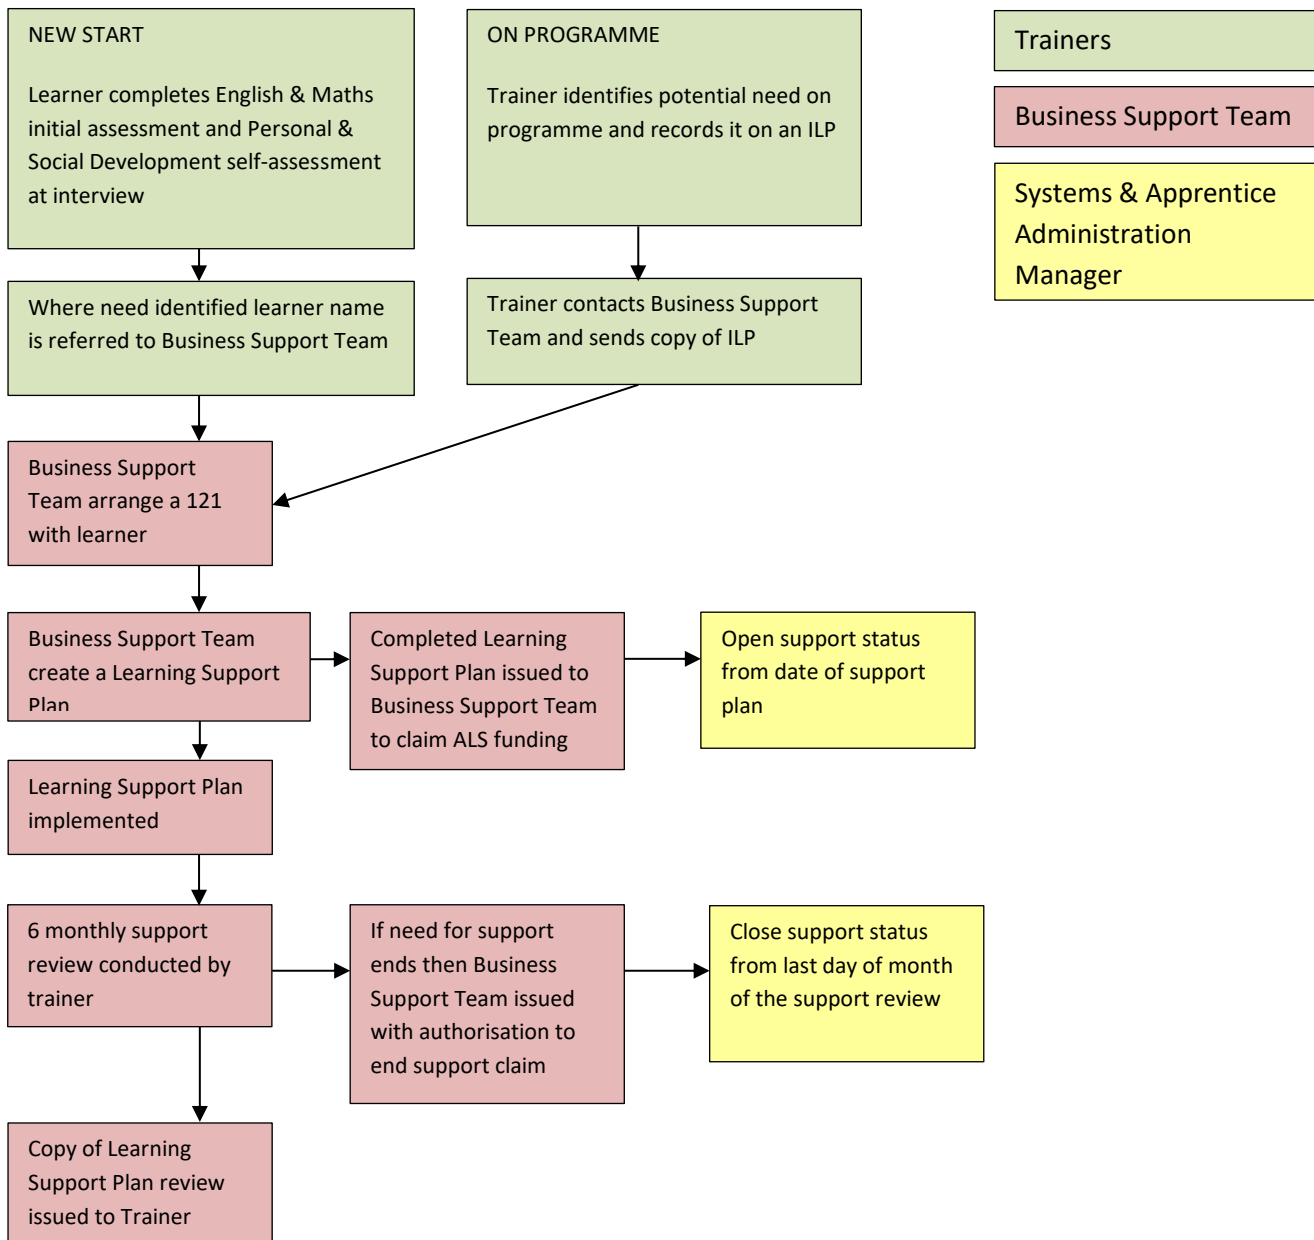 NEW START
Learner completes English & Maths
initial assessment and Personal &
Social Development self-assessment
at interview
ON PROGRAMME
Trainer identifies potential need on
programme and records it on an ILP
Trainers
Business Support Team
Systems & Apprentice
Administration
Manager
Where need identified learner name
is referred to Business Support Team
Trainer contacts Business Support
Team and sends copy of ILP
Business Support
Team arrange a 121
with learner
Business Support Team
create a Learning Support
Plan
Completed Learning
Support Plan issued to
Business Support Team
to claim ALS funding
Open support status
from date of support
plan
Learning Support Plan
implemented
6 monthly support
review conducted by
trainer
If need for support
ends then Business
Support Team issued
with authorisation to
end support claim
Close support status
from last day of month
of the support review
Copy of Learning
Support Plan review
issued to Trainer